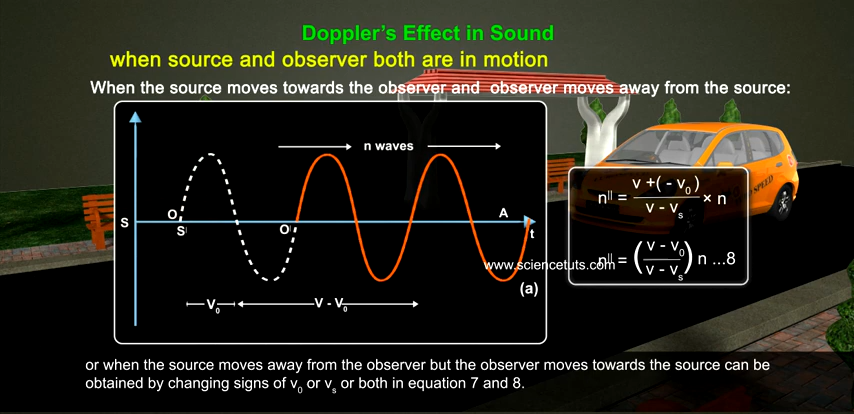 Doppler's Effect in Sound
when source and observer both are in motion
When the source moves towards the observer and observer moves away from the source:
n waves
S
O
S|
O|
A
t
V₀
V - V₀
(a)
n|| = v +( - v₀) / v - vₛ × n
n|| = (v - v₀ / v - vₛ) n ...8
www.sciencetuts.com
SPEED
or when the source moves away from the observer but the observer moves towards the source can be
obtained by changing signs of v₀ or vₛ or both in equation 7 and 8.